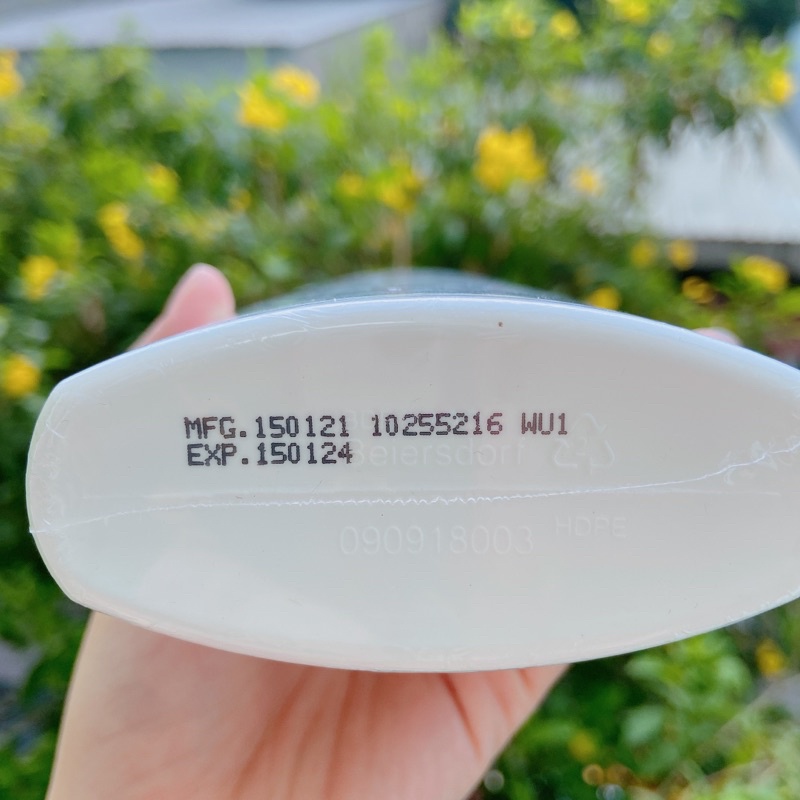 MFG.150121 10255216 WU1
EXP.150124
Beiersdorf
090918003 HDPE